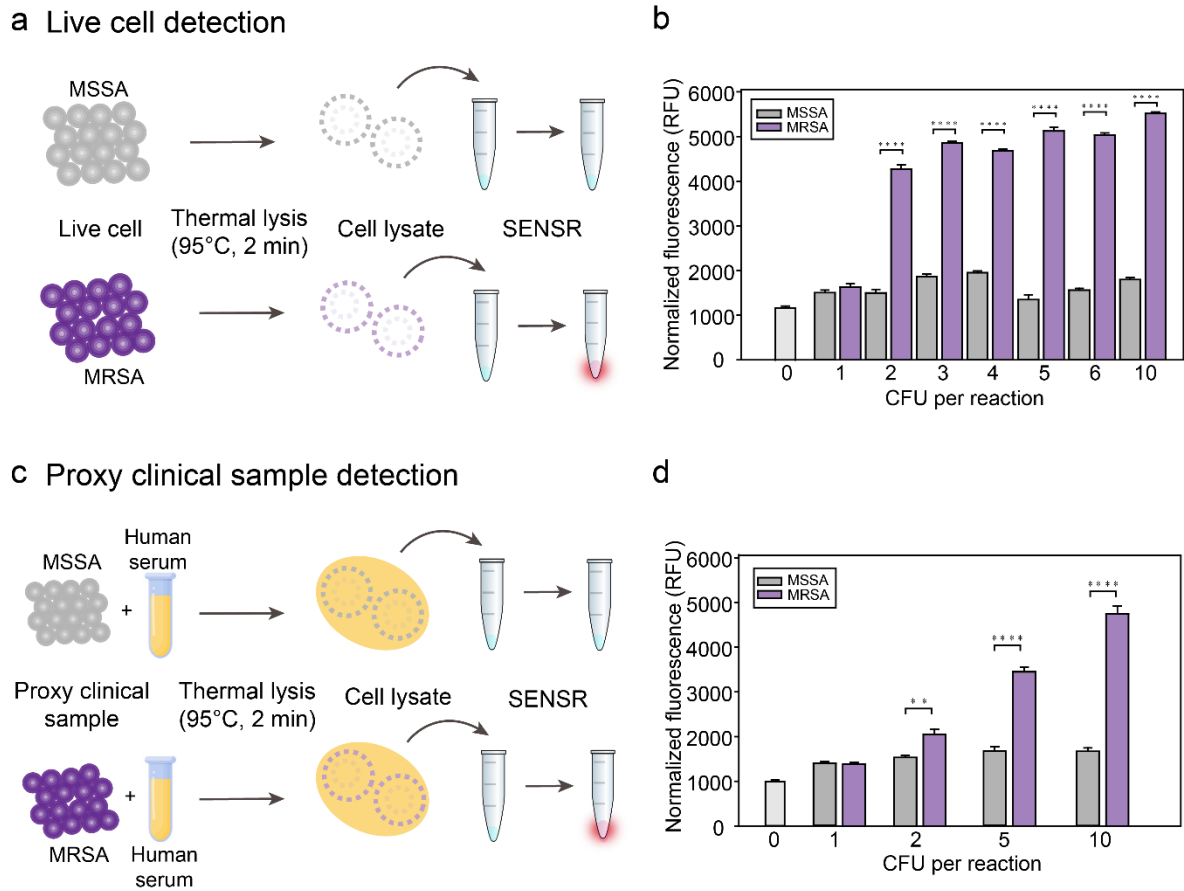 a Live cell detection
MSSA
Live cell
Thermal lysis
(95°C, 2 min)
Cell lysate
SENSR
MRSA
b
Normalized fluorescence (RFU)
6000
5000
4000
3000
2000
1000
0
MSSA
MRSA
****
****
****
****
****
****
0 1 2 3 4 5 6 10
CFU per reaction
c Proxy clinical sample detection
MSSA
+
Human
serum
Proxy clinical
sample
Thermal lysis
(95°C, 2 min)
Cell lysate
SENSR
+
MRSA
Human
serum
d
Normalized fluorescence (RFU)
6000
5000
4000
3000
2000
1000
0
MSSA
MRSA
**
****
****
0 1 2 5 10
CFU per reaction